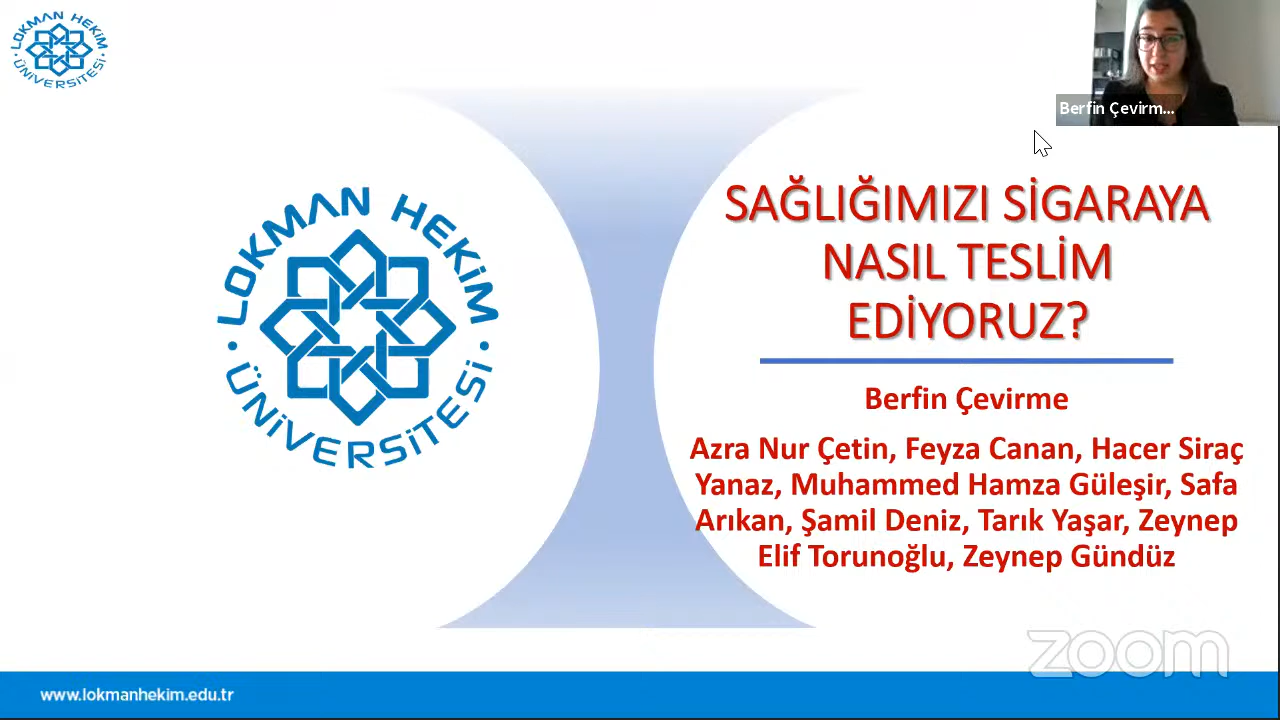 LOKMAN HEKİM
ÜNİVERSİTESİ
Berfin Çevirm...
LOKMAN HEKİM
ÜNİVERSİTESİ
SAĞLIĞIMIZI SİGARAYA
NASIL TESLİM
EDİYORUZ?
Berfin Çevirme
Azra Nur Çetin, Feyza Canan, Hacer Siraç
Yanaz, Muhammed Hamza Güleşir, Safa
Arıkan, Şamil Deniz, Tarık Yaşar, Zeynep
Elif Torunoğlu, Zeynep Gündüz
zoom
www.lokmanhekim.edu.tr